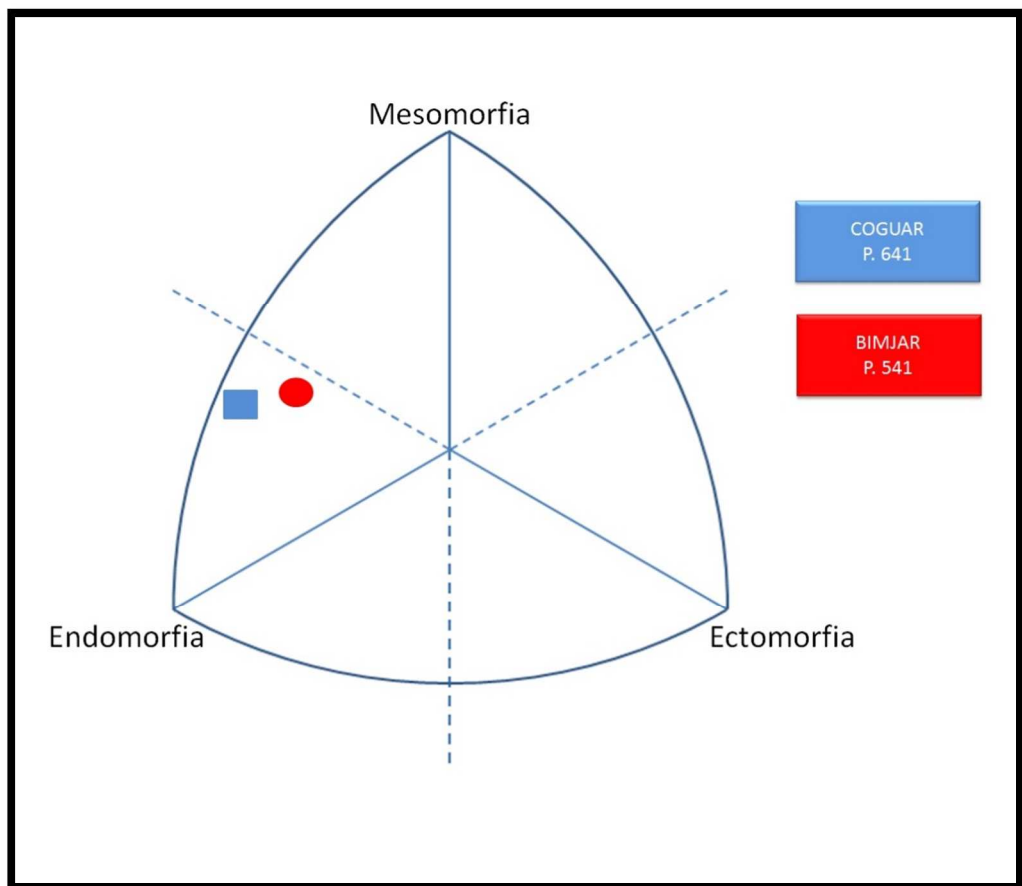 Mesomorfia
COGUAR
P. 641
BIMJAR
P. 541
Endomorfia
Ectomorfia